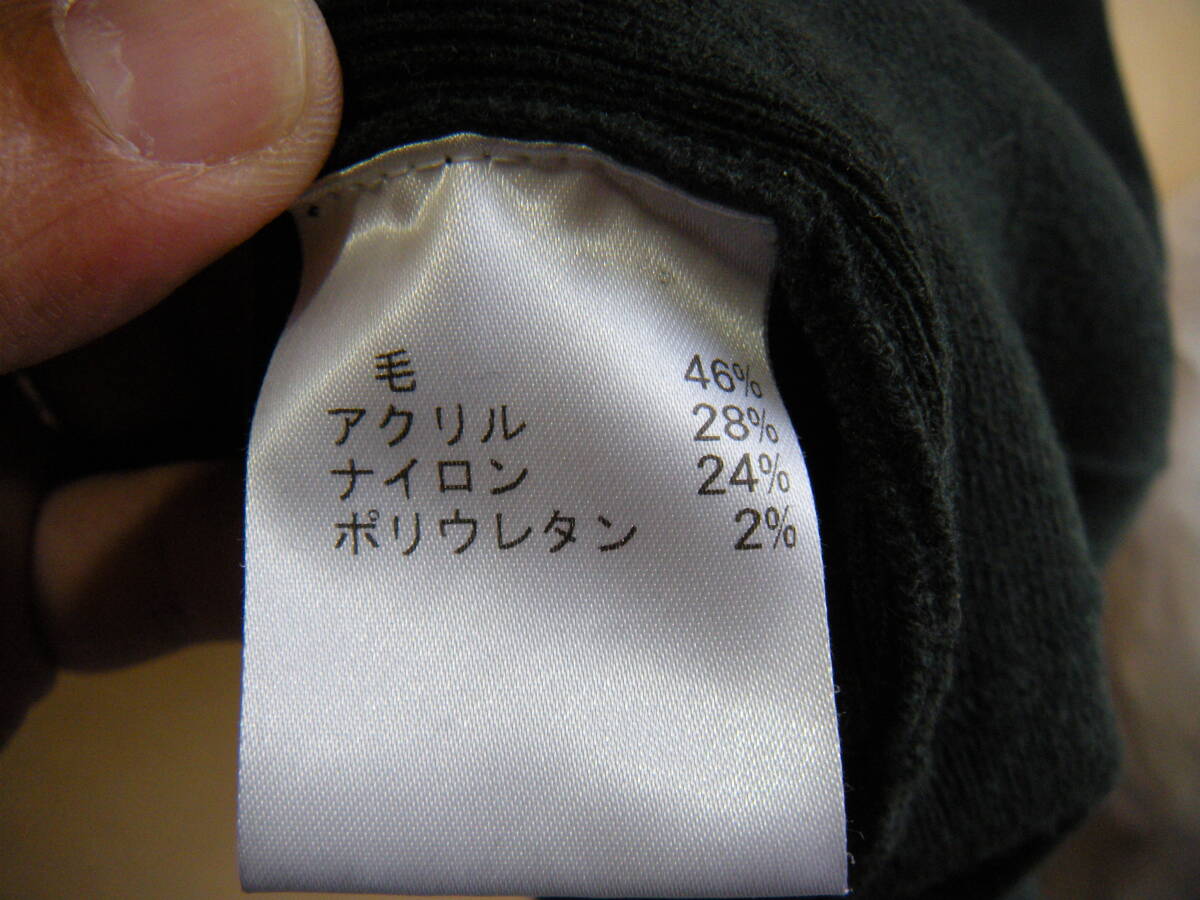 毛 46%
アクリル 28%
ナイロン 24%
ポリウレタン 2%